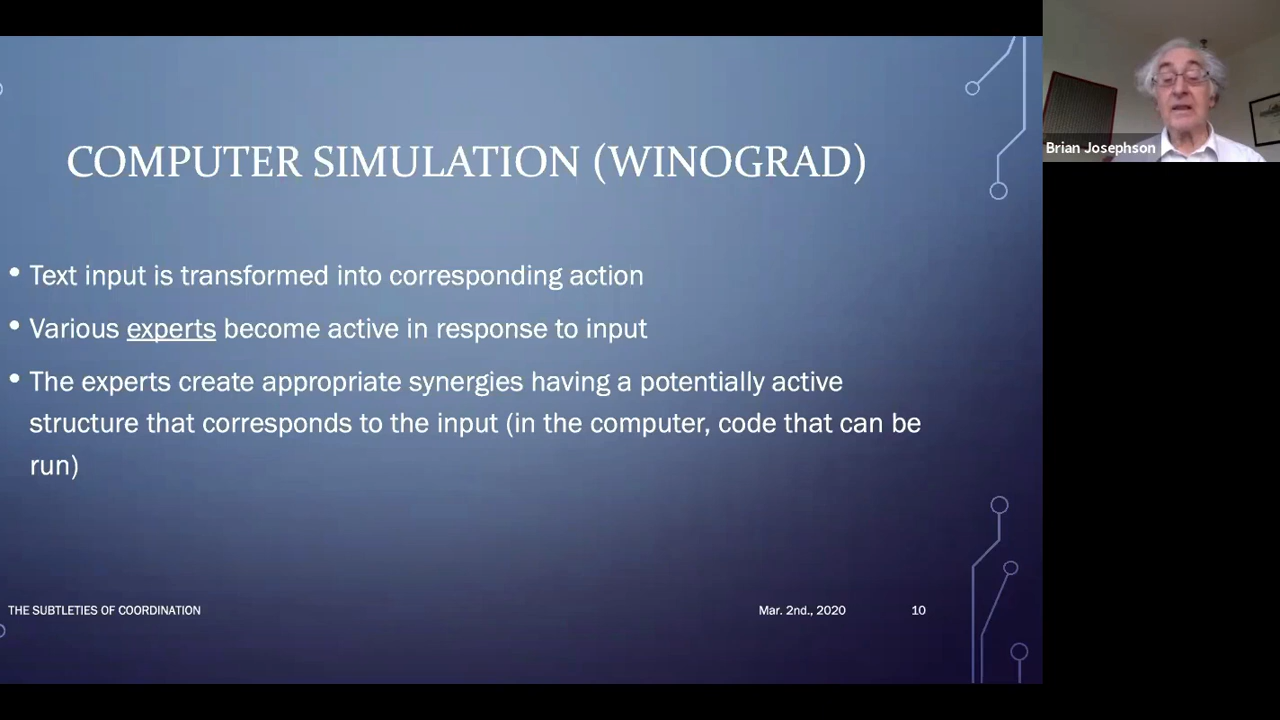 COMPUTER SIMULATION (WINOGRAD)
• Text input is transformed into corresponding action
• Various experts become active in response to input
• The experts create appropriate synergies having a potentially active
structure that corresponds to the input (in the computer, code that can be
run)
THE SUBTLETIES OF COORDINATION
Mar. 2nd., 2020
10
Brian Josephson